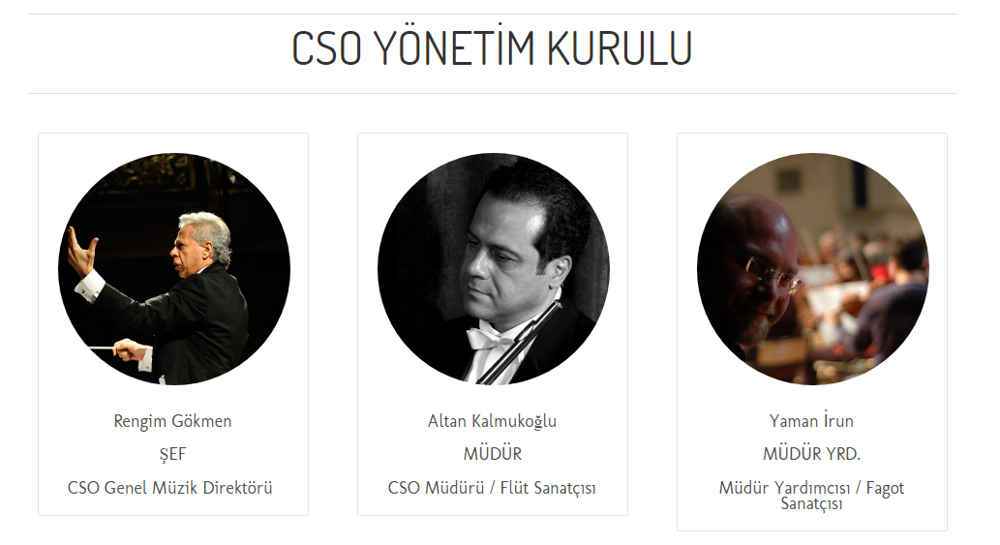 CSO YÖNETİM KURULU
Rengim Gökmen
ŞEF
CSO Genel Müzik Direktörü
Altan Kalmukoğlu
MÜDÜR
CSO Müdürü / Flüt Sanatçısı
Yaman İrun
MÜDÜR YRD.
Müdür Yardımcısı / Fagot
Sanatçısı